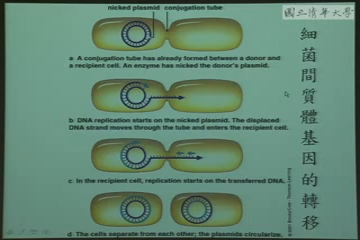 nicked plasmid conjugation tube
國立清華大學
細菌間質體基因的轉移
a A conjugation tube has already formed between a donor and
a recipient cell. An enzyme has nicked the donor's plasmid.
b DNA replication starts on the nicked plasmid. The displaced
DNA strand moves through the tube and enters the recipient cell.
c In the recipient cell, replication starts on the transferred DNA.
d The cells separate from each other; the plasmids circularize.